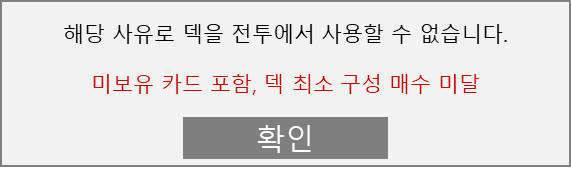 해당 사유로 덱을 전투에서 사용할 수 없습니다.
미보유 카드 포함, 덱 최소 구성 매수 미달
확인